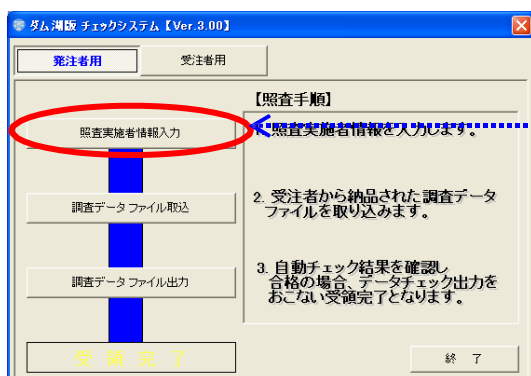 ダム湖版 チェックシステム【Ver.3.00】
発注者用
受注者用
【照査手順】
照査実施者情報入力
1. 照査実施者情報を入力します。
調査データファイル取込
2. 受注者から納品された調査データ
ファイルを取り込みます。
調査データファイル出力
3. 自動チェック結果を確認し
合格の場合、データチェック出力を
おこない受領完了となります。
受 領 完 了
終 了